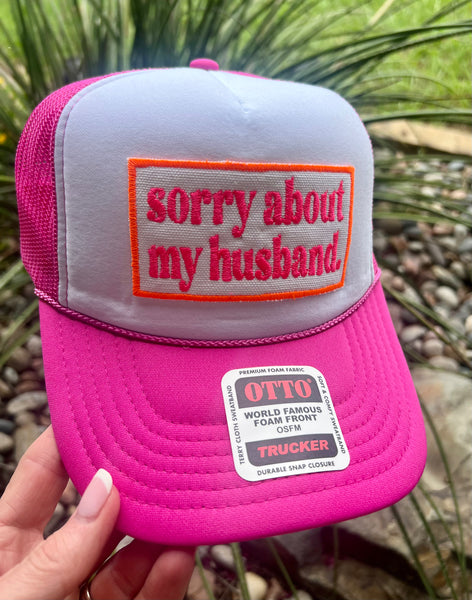 sorry about
my husband.
PREMIUM FOAM FABRIC
OTTO
WORLD FAMOUS
FOAM FRONT
OSFM
TRUCKER
DURABLE SNAP CLOSURE
TERRY CLOTH SWEATBAND
SOFT & COMFY SWEATBAND